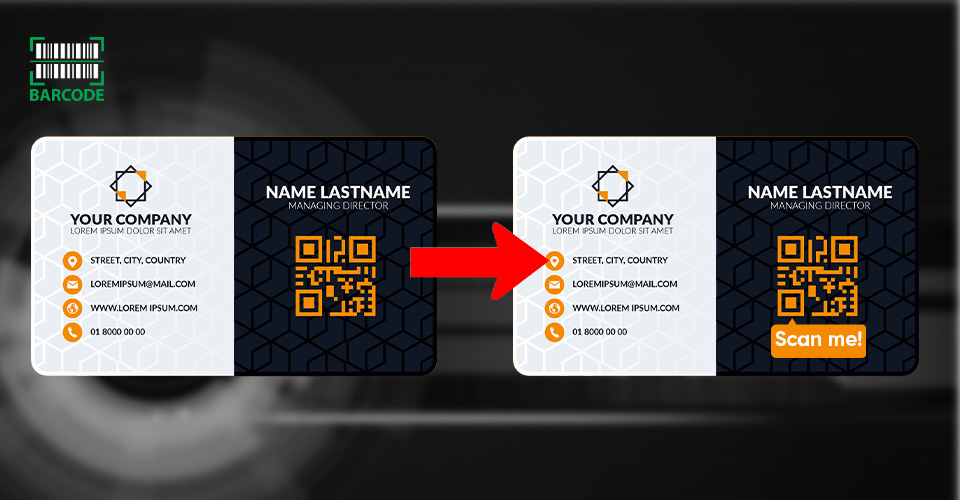 BARCODE
YOUR COMPANY
LOREM IPSUM DOLOR SIT AMET
STREET, CITY, COUNTRY
LOREMIPSUM@MAIL.COM
WWW.LOREM IPSUM.COM
01 8000 00 00
NAME LASTNAME
MANAGING DIRECTOR
YOUR COMPANY
LOREM IPSUM DOLOR SIT AMET
STREET, CITY, COUNTRY
LOREMIPSUM@MAIL.COM
WWW.LOREM IPSUM.COM
01 8000 00 00
NAME LASTNAME
MANAGING DIRECTOR
Scan me!